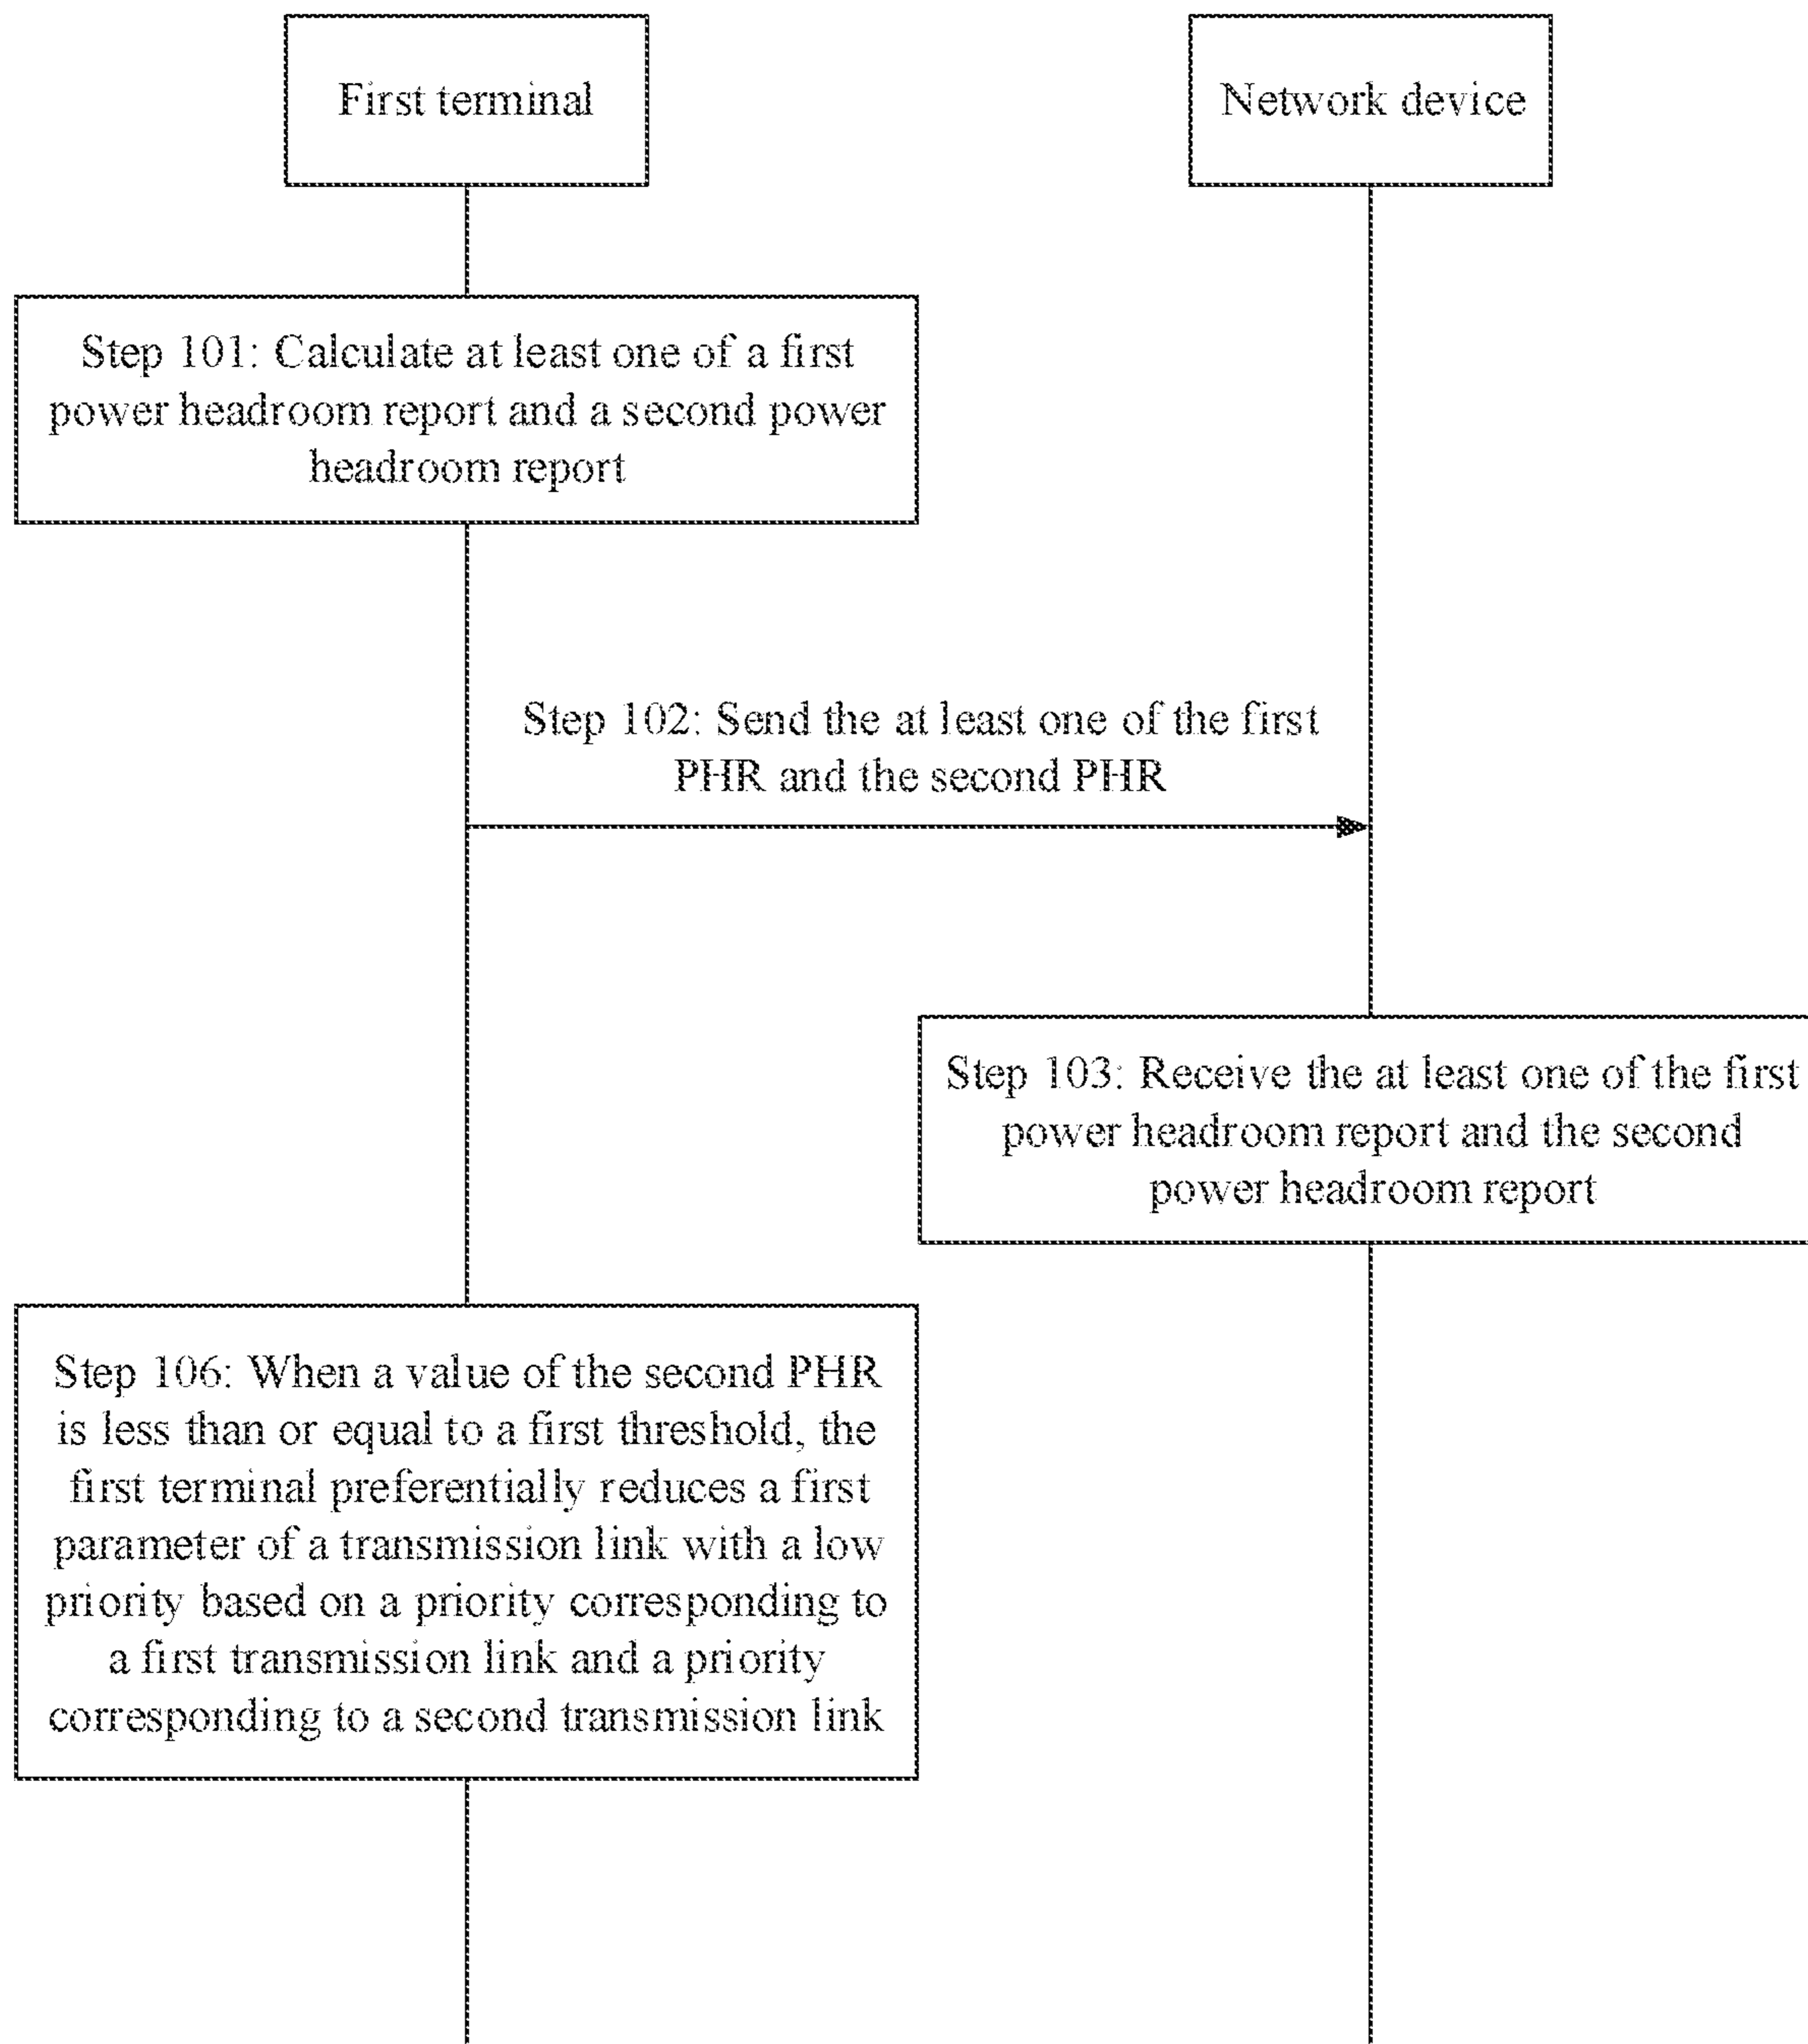 First terminal
Network device
Step 101: Calculate at least one of a first
power headroom report and a second power
headroom report
Step 102: Send the at least one of the first
PHR and the second PHR
Step 103: Receive the at least one of the first
power headroom report and the second
power headroom report
Step 106: When a value of the second PHR
is less than or equal to a first threshold, the
first terminal preferentially reduces a first
parameter of a transmission link with a low
priority based on a priority corresponding to
a first transmission link and a priority
corresponding to a second transmission link